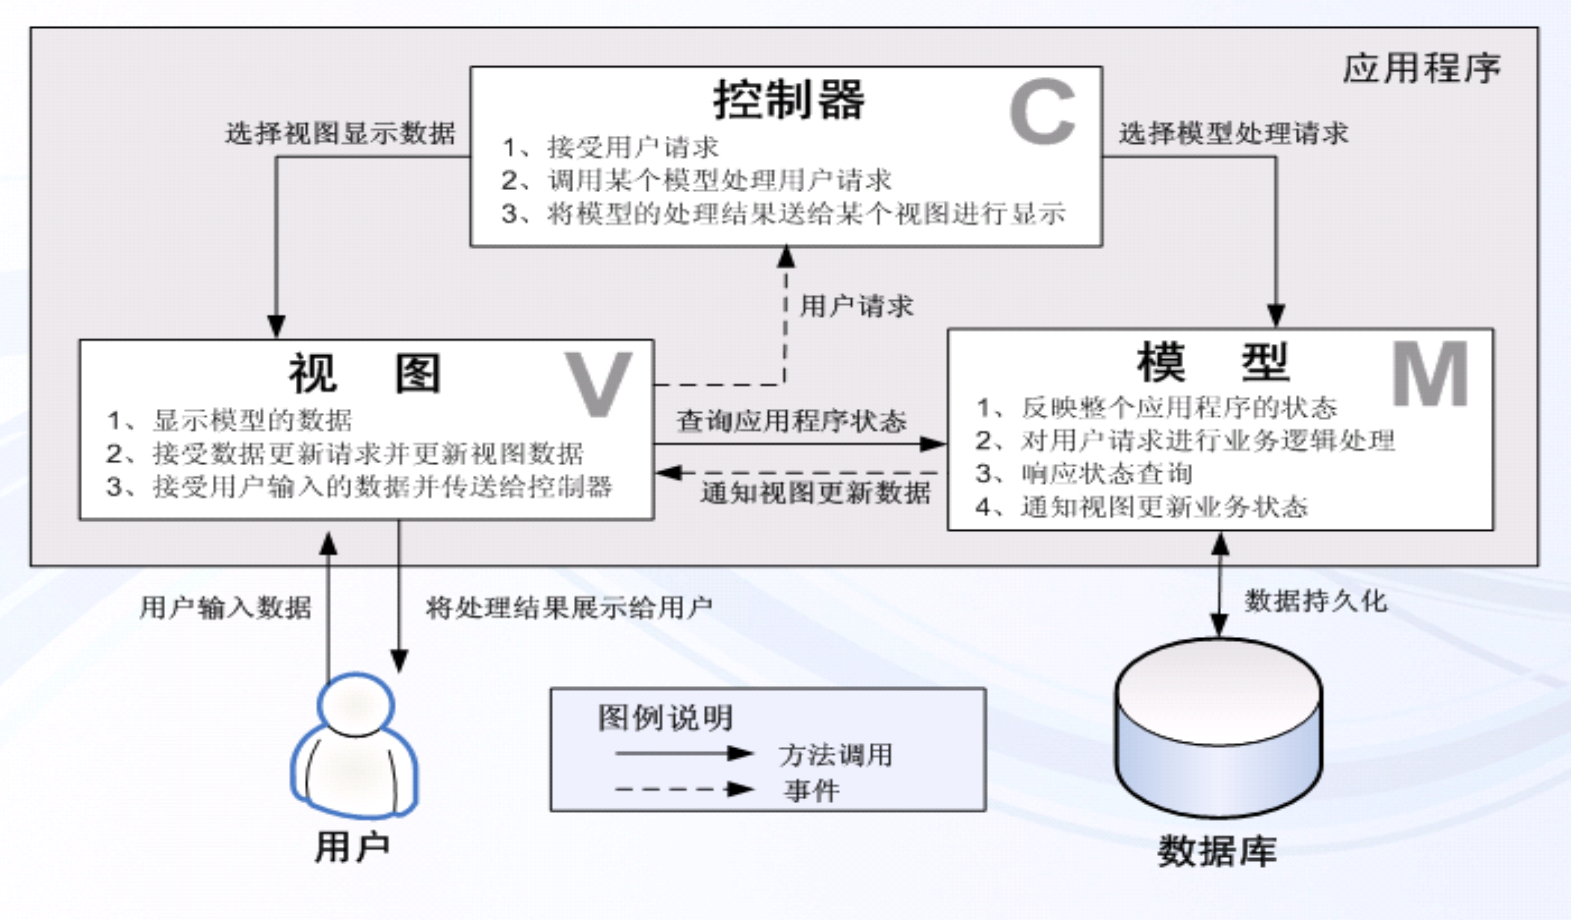 应用程序
控制器
C
1、接受用户请求
2、调用某个模型处理用户请求
3、将模型的处理结果送给某个视图进行显示
选择视图显示数据
选择模型处理请求
用户请求
视 图
V
1、显示模型的数据
2、接受数据更新请求并更新视图数据
3、接受用户输入的数据并传送给控制器
查询应用程序状态
通知视图更新数据
模 型
M
1、反映整个应用程序的状态
2、对用户请求进行业务逻辑处理
3、响应状态查询
4、通知视图更新业务状态
用户输入数据
将处理结果展示给用户
数据持久化
图例说明
方法调用
事件
用户
数据库